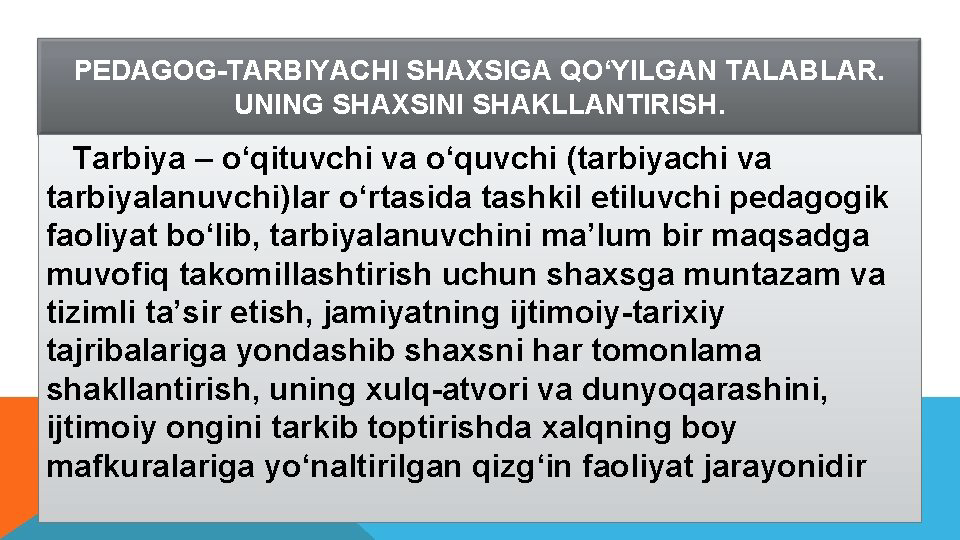 PEDAGOG-TARBIYACHI SHAXSIGA QO‘YILGAN TALABLAR.
UNING SHAXSINI SHAKLLANTIRISH.
Tarbiya – o‘qituvchi va o‘quvchi (tarbiyachi va
tarbiyalanuvchi)lar o‘rtasida tashkil etiluvchi pedagogik
faoliyat bo‘lib, tarbiyalanuvchini ma’lum bir maqsadga
muvofiq takomillashtirish uchun shaxsga muntazam va
tizimli ta’sir etish, jamiyatning ijtimoiy-tarixiy
tajribalariga yondashib shaxsni har tomonlama
shakllantirish, uning xulq-atvori va dunyoqarashini,
ijtimoiy ongini tarkib toptirishda xalqning boy
mafkuralariga yo‘naltirilgan qizg‘in faoliyat jarayonidir